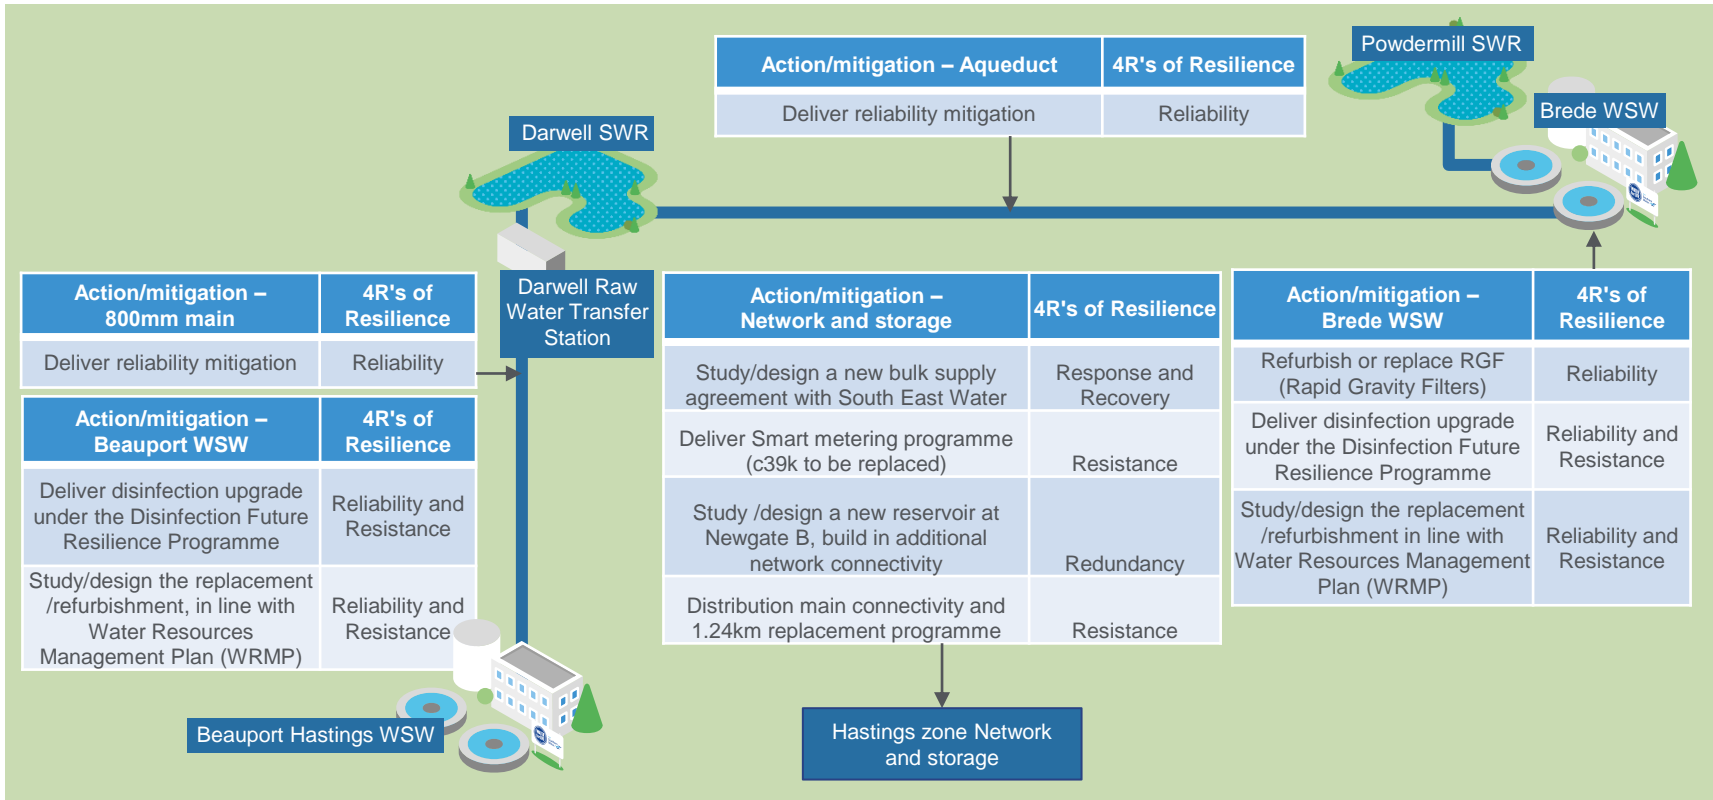 Powdermill SWR
Action/mitigation – Aqueduct
4R's of Resilience
Deliver reliability mitigation
Reliability
Brede WSW
Darwell SWR
Darwell Raw
Water Transfer
Station
Action/mitigation –
800mm main
4R's of
Resilience
Deliver reliability mitigation
Reliability
Action/mitigation –
Beauport WSW
4R's of
Resilience
Deliver disinfection upgrade
under the Disinfection Future
Resilience Programme
Reliability and
Resistance
Study/design the replacement
/refurbishment, in line with
Water Resources
Management Plan (WRMP)
Reliability and
Resistance
Beauport Hastings WSW
Action/mitigation –
Network and storage
4R's of Resilience
Study/design a new bulk supply
agreement with South East Water
Response and
Recovery
Deliver Smart metering programme
(c39k to be replaced)
Resistance
Study /design a new reservoir at
Newgate B, build in additional
network connectivity
Redundancy
Distribution main connectivity and
1.24km replacement programme
Resistance
Hastings zone Network
and storage
Action/mitigation –
Brede WSW
4R's of
Resilience
Refurbish or replace RGF
(Rapid Gravity Filters)
Reliability
Deliver disinfection upgrade
under the Disinfection Future
Resilience Programme
Reliability and
Resistance
Study/design the replacement
/refurbishment in line with
Water Resources Management
Plan (WRMP)
Reliability and
Resistance